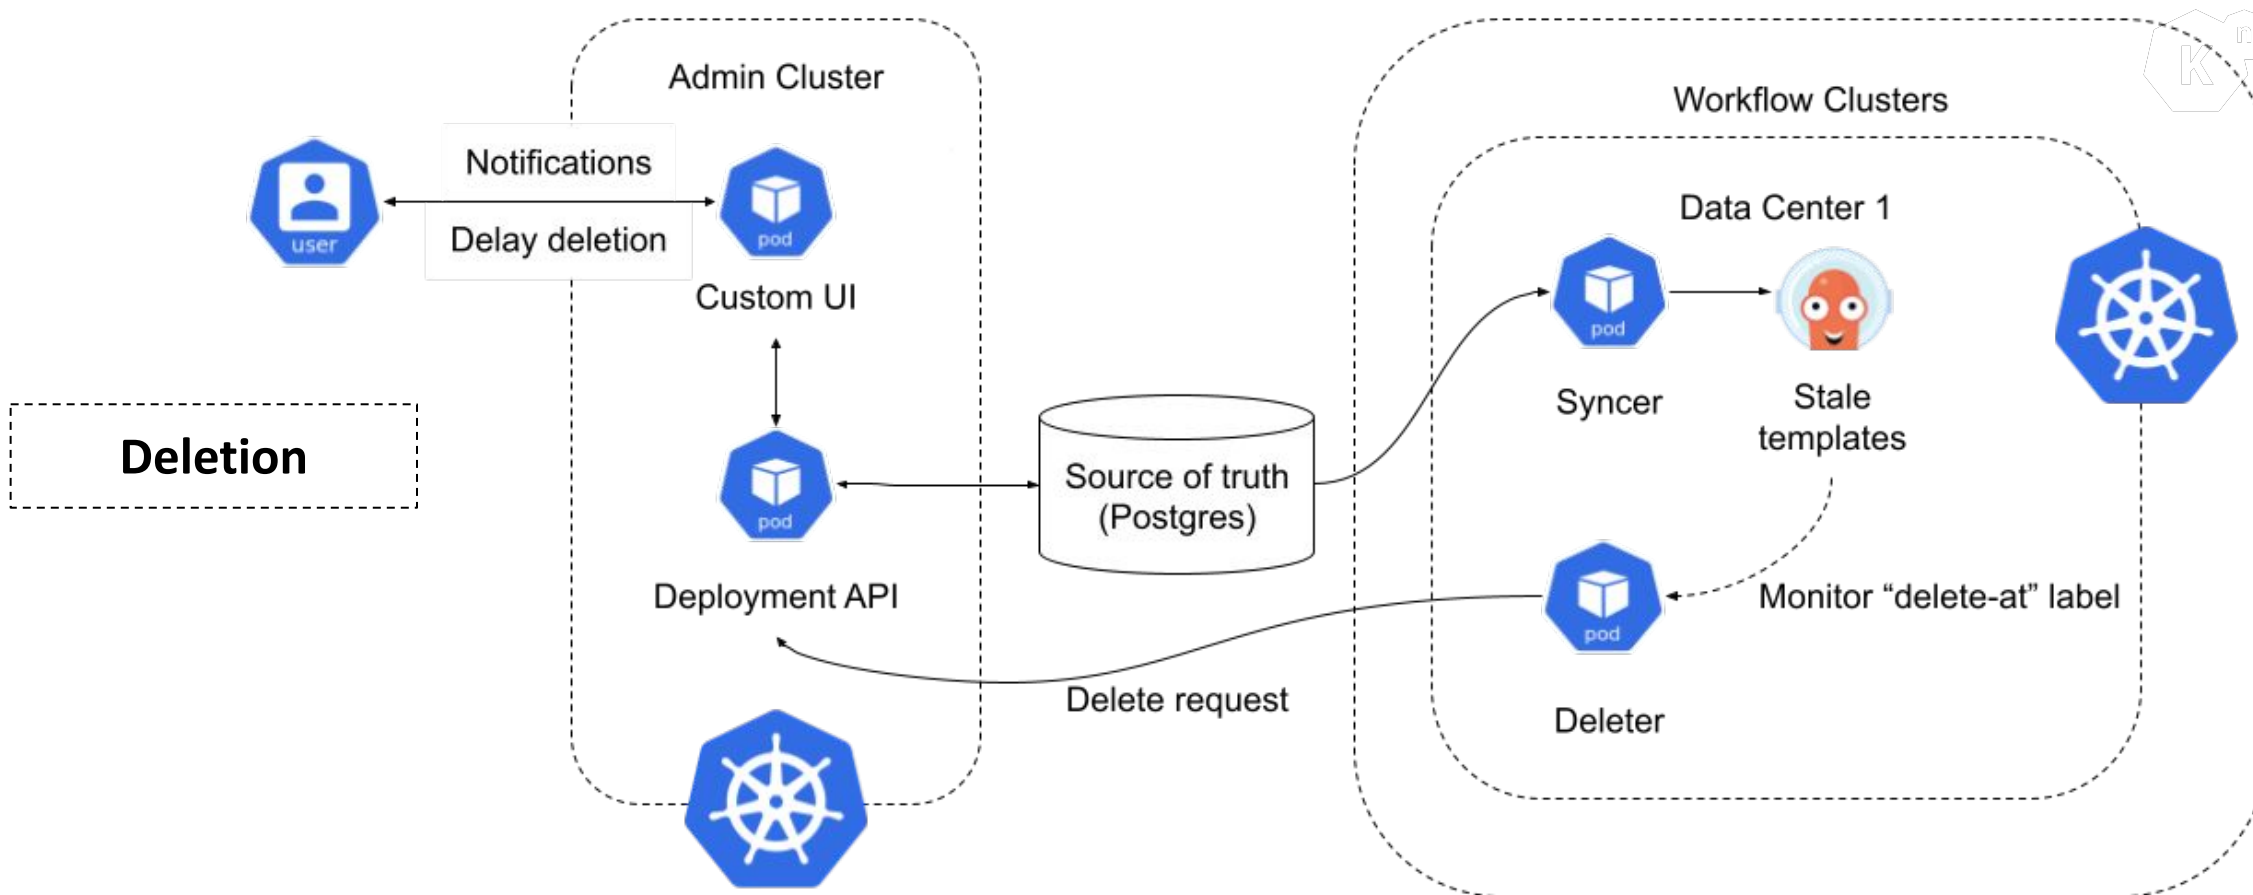 Admin Cluster
Workflow Clusters
Notifications
Delay deletion
user
pod
Custom UI
Data Center 1
pod
Syncer
Stale
templates
Deletion
Source of truth
(Postgres)
pod
Deployment API
Monitor “delete-at” label
pod
Delete request
Deleter
K
n